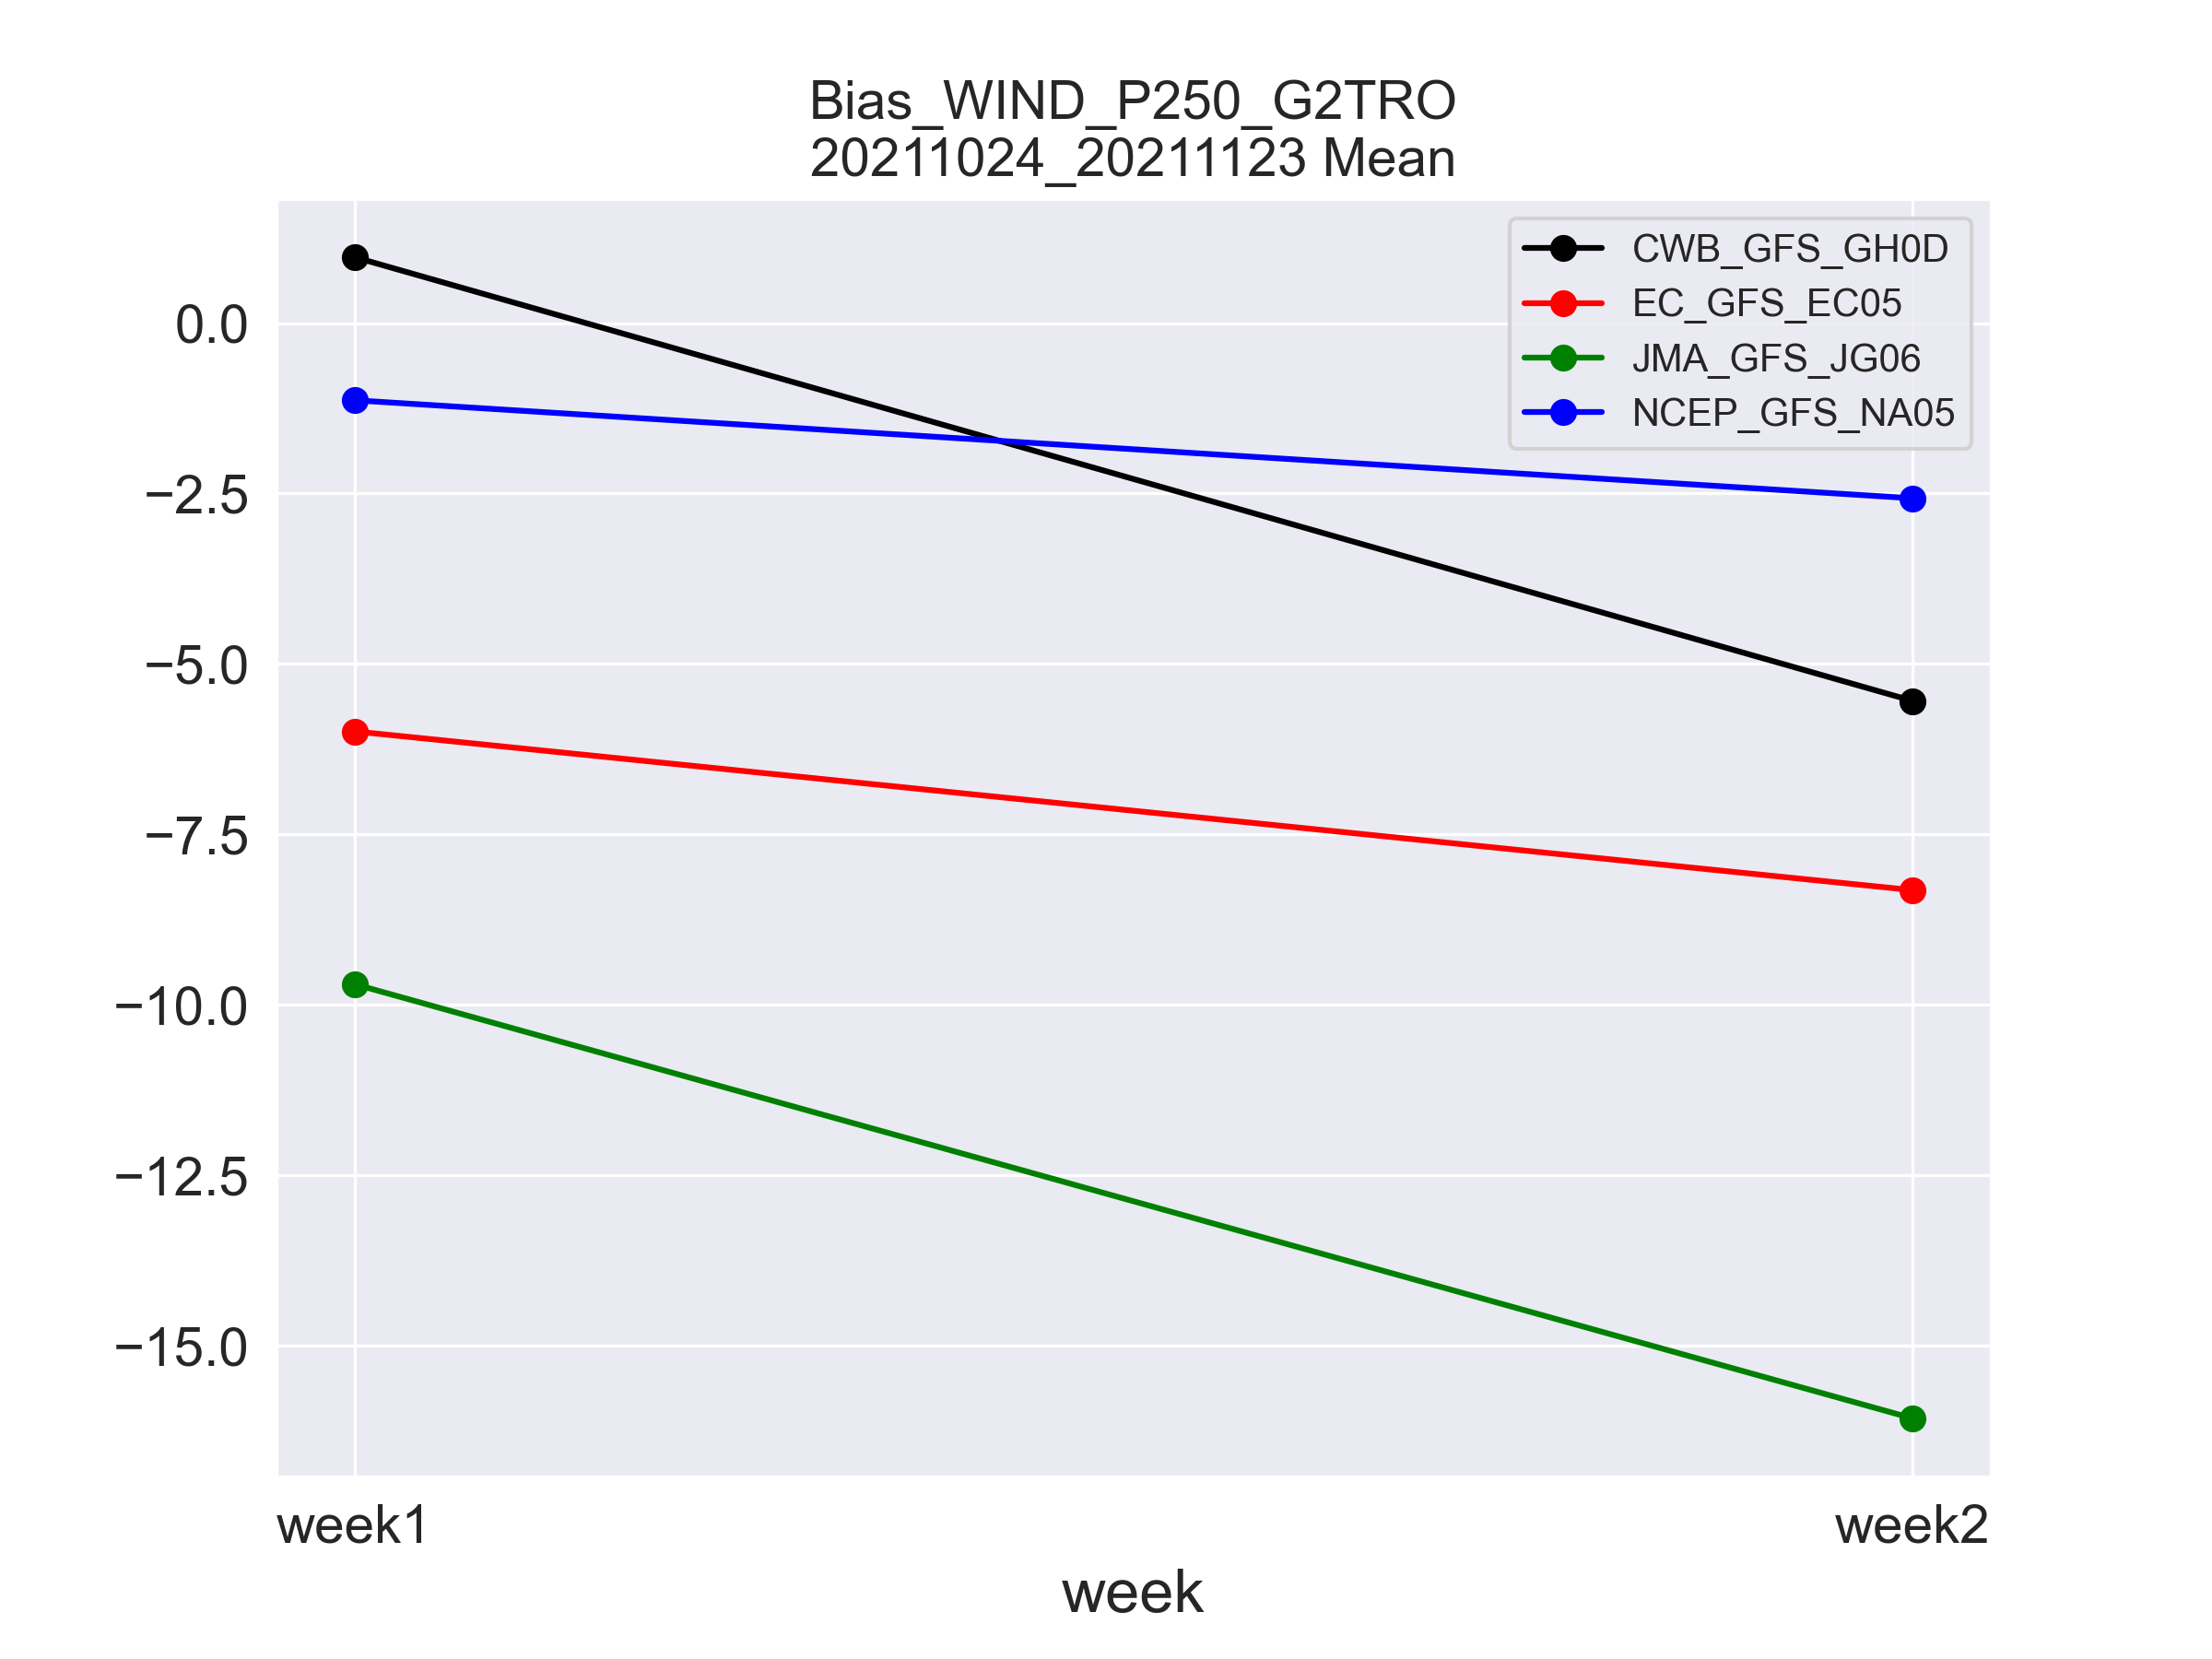 Bias_WIND_P250_G2TRO
20211024_20211123 Mean
CWB_GFS_GH0D
EC_GFS_EC05
JMA_GFS_JG06
NCEP_GFS_NA05
0.0
−2.5
−5.0
−7.5
−10.0
−12.5
−15.0
week1
week2
week